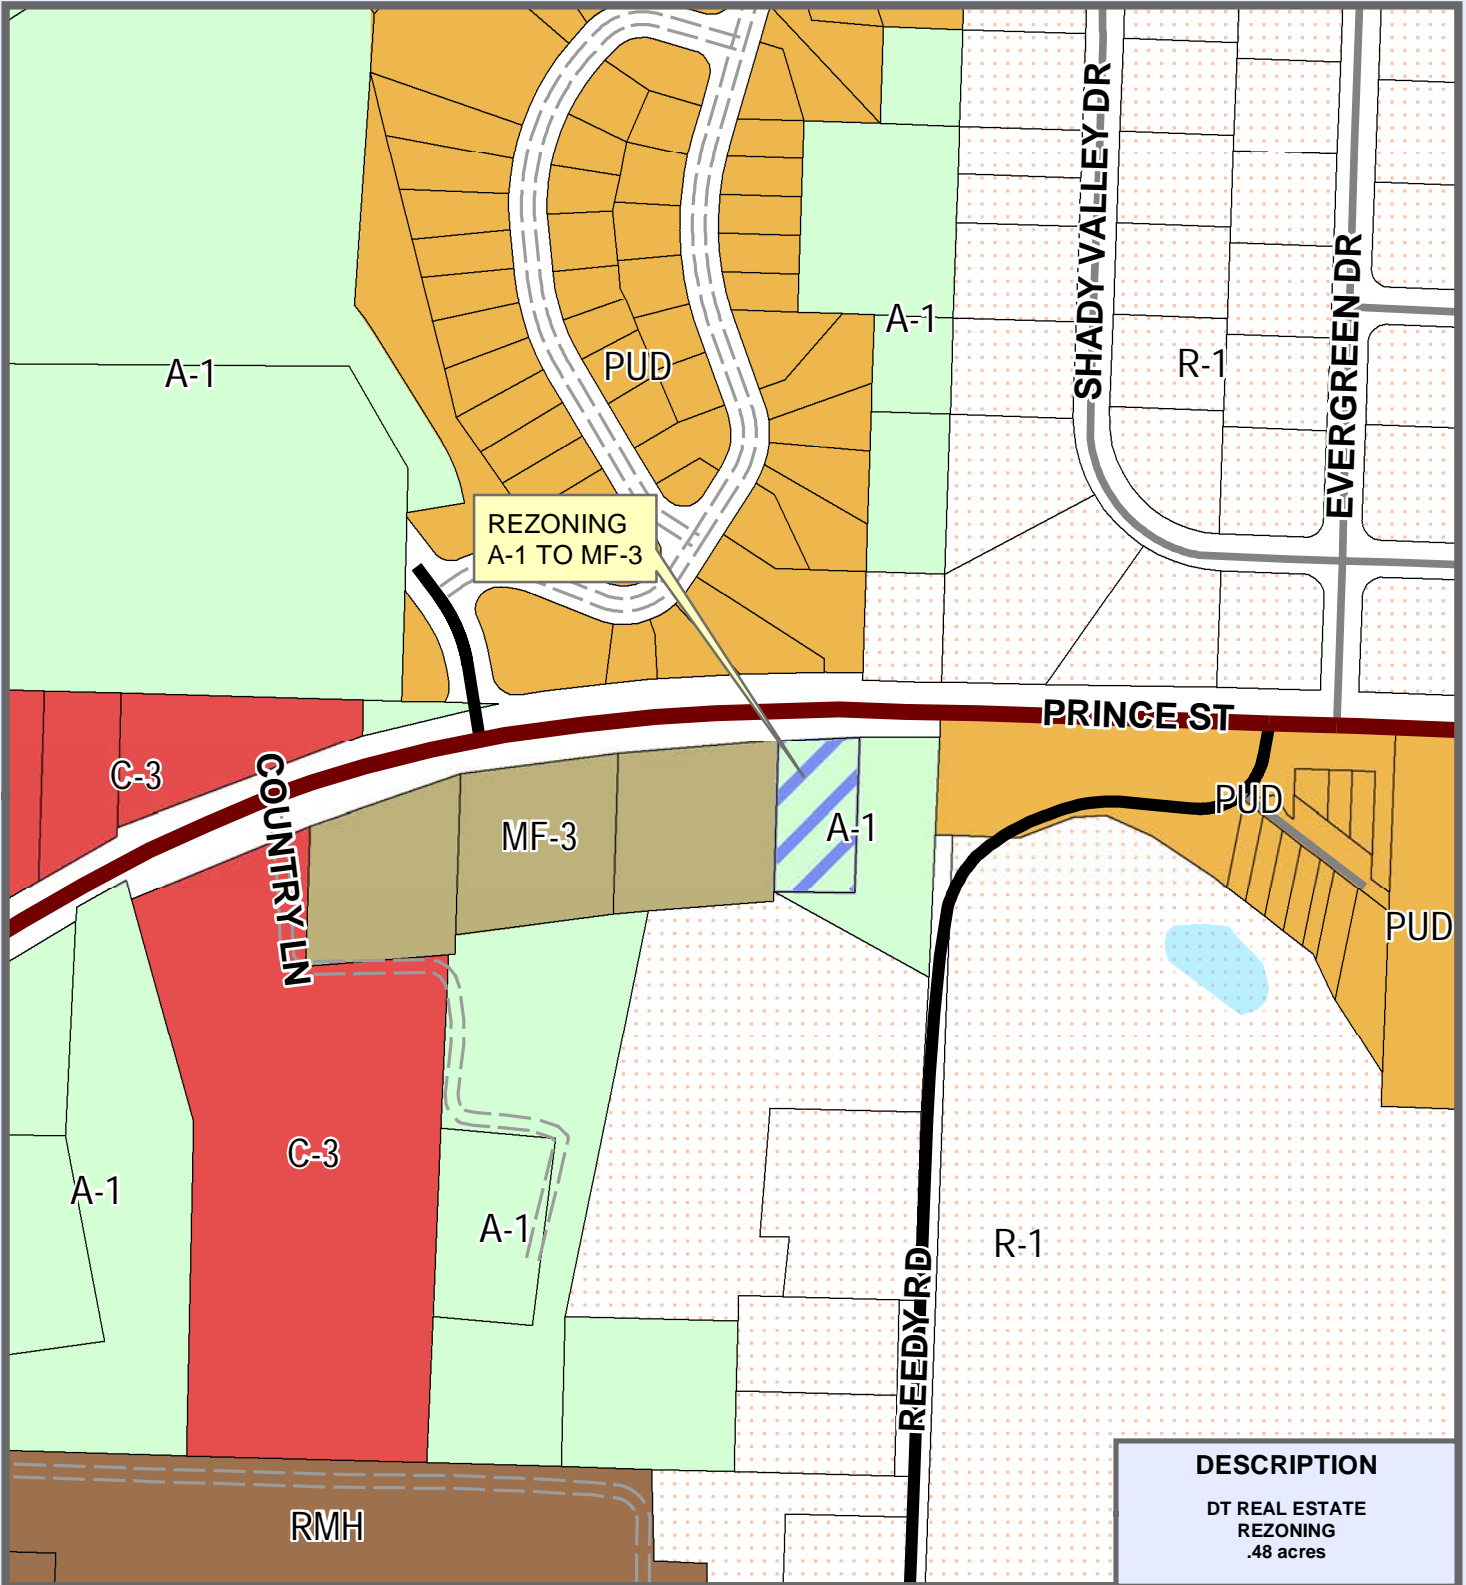 SHADY VALLEY DR
EVERGREEN DR
A-1
R-1
PUD
A-1
REZONING
A-1 TO MF-3
PRINCE ST
C-3
COUNTRY LN
MF-3
A-1
PUD
PUD
C-3
A-1
A-1
R-1
REEDY RD
RMH
DESCRIPTION
DT REAL ESTATE
REZONING
.48 acres